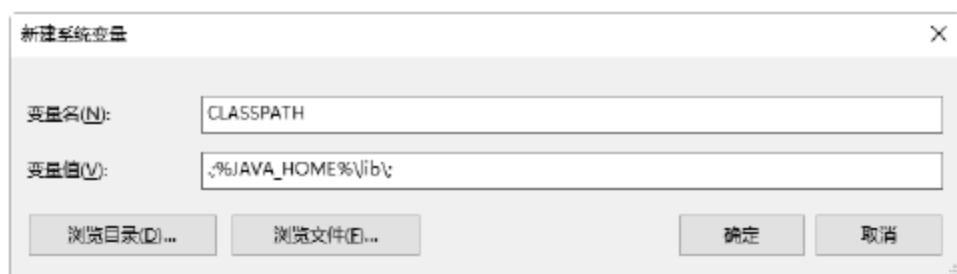 新建系统变量
变量名(N):
CLASSPATH
变量值(V):
.;%JAVA_HOME%\lib\;
浏览目录(D)...
浏览文件(F)...
确定
取消